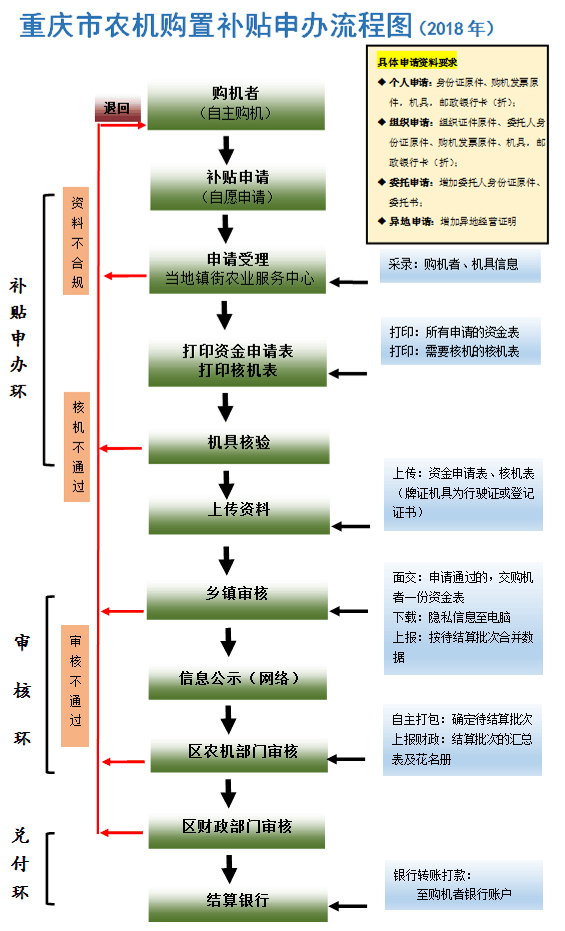 重庆市农机购置补贴申办流程图（2018 年）
具体申请资料要求
◆ 个人申请：身份证原件、购机发票原
件，机具，邮政银行卡（折）；
◆ 组织申请：组织证件原件、委托人身
份证原件、购机发票原件、机具，邮
政银行卡（折）；
◆ 委托申请：增加委托人身份证原件、
委托书；
◆ 异地申请：增加异地经营证明
退回
购机者
（自主购机）
补贴申请
（自愿申请）
资料不合规
申请受理
当地镇街农业服务中心
采录：购机者、机具信息
补贴申办环
打印资金申请表
打印核机表
打印：所有申请的资金表
打印：需要核机的核机表
核机不通过
机具核验
上传资料
上传：资金申请表、核机表
（牌证机具为行驶证或登记
证书）
乡镇审核
面交：申请通过的，交购机
者一份资金表
下载：隐私信息至电脑
上报：按待结算批次合并数
据
审核环
审核不通过
信息公示（网络）
区农机部门审核
自主打包：确定待结算批次
上报财政：结算批次的汇总
表及花名册
区财政部门审核
兑付环
结算银行
银行转账打款：
至购机者银行账户